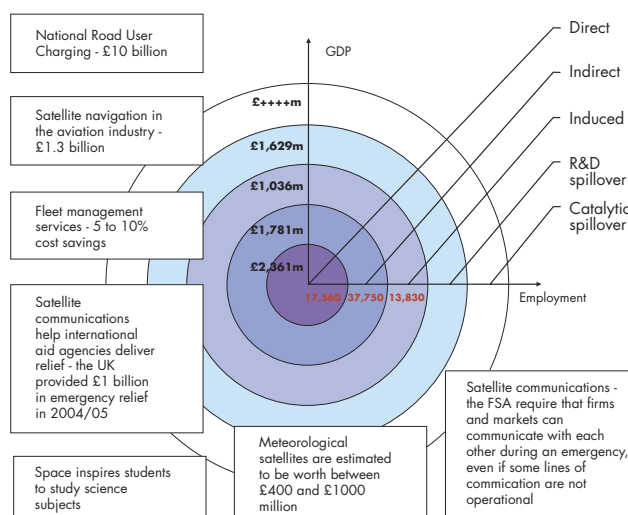 National Road User
Charging - £10 billion
Satellite navigation in
the aviation industry -
£1.3 billion
Fleet management
services - 5 to 10%
cost savings
Satellite
communications
help international
aid agencies deliver
relief - the UK
provided £1 billion
in emergency relief
in 2004/05
Space inspires students
to study science
subjects
GDP
£++++m
£1,629m
£1,036m
£1,781m
£2,361m
17,560 37,750 13,830
Employment
Direct
Indirect
Induced
R&D
spillover
Catalytic
spillover
Meteorological
satellites are estimated
to be worth between
£400 and £1000
million
Satellite communications -
the FSA require that firms
and markets can
communicate with each
other during an emergency,
even if some lines of
commication are not
operational